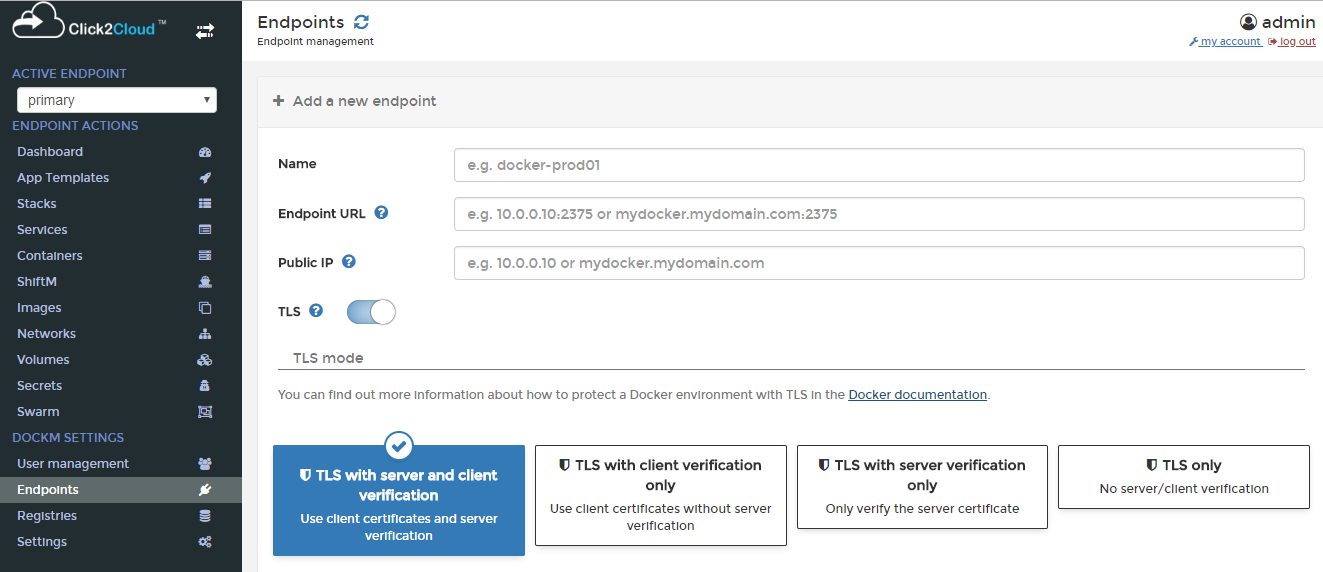 Click2Cloud™
ACTIVE ENDPOINT
primary
ENDPOINT ACTIONS
Dashboard
App Templates
Stacks
Services
Containers
ShiftM
Images
Networks
Volumes
Secrets
Swarm
DOCKM SETTINGS
User management
Endpoints
Registries
Settings
Endpoints
Endpoint management
admin
my account log out
Add a new endpoint
Name
e.g. docker-prod01
Endpoint URL
e.g. 10.0.0.10:2375 or mydocker.mydomain.com:2375
Public IP
e.g. 10.0.0.10 or mydocker.mydomain.com
TLS
TLS mode
You can find out more information about how to protect a Docker environment with TLS in the Docker documentation.
TLS with server and client
verification
Use client certificates and server
verification
TLS with client verification
only
Use client certificates without server
verification
TLS with server verification
only
Only verify the server certificate
TLS only
No server/client verification